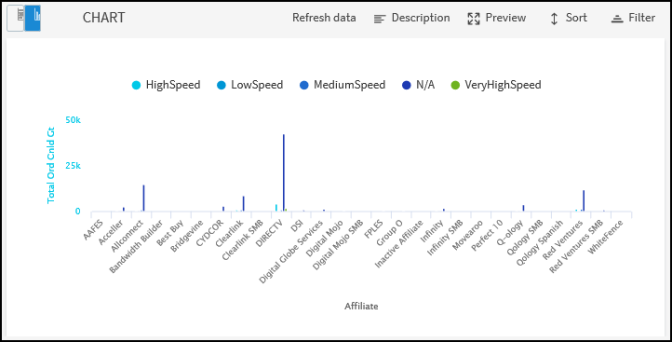 CHART
Refresh data
Description
Preview
Sort
Filter
HighSpeed
LowSpeed
MediumSpeed
N/A
VeryHighSpeed
Total Ord Cnld Gt
50k
25k
0
AAFES
Acceller
Allconnect
Bandwidth Builder
Best Buy
Bridgevine
CYDCOR
Clearlink
Clearlink SMB
DIRECTV
DSI
Digital Globe Services
Digital Mojo
Digital Mojo SMB
FPLES
Group O
Inactive Affiliate
Infinity
Infinity SMB
Movearoo
Perfect 10
Q-ology
Qology SMB
Qology Spanish
Red Ventures
Red Ventures SMB
WhiteFence
Affiliate